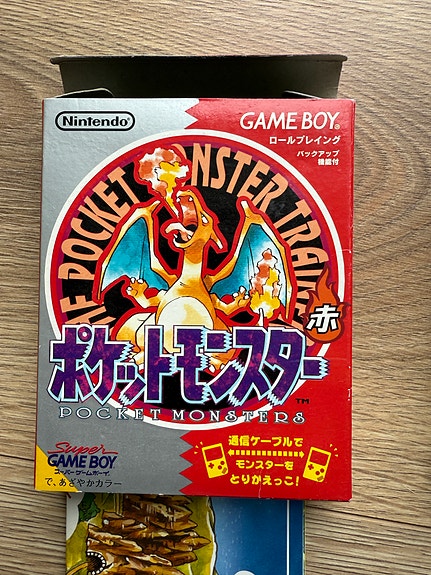 Nintendo®
GAME BOY®
ロールプレイング
バックアップ
機能付
THE POCKET MONSTER TRAINER
赤
ポケットモンスター
POCKET MONSTERS
TM
Super
GAME BOY
スーパーゲームボーイ
で、あざやかカラー
通信ケーブルで
モンスターを
とりかえっこ!